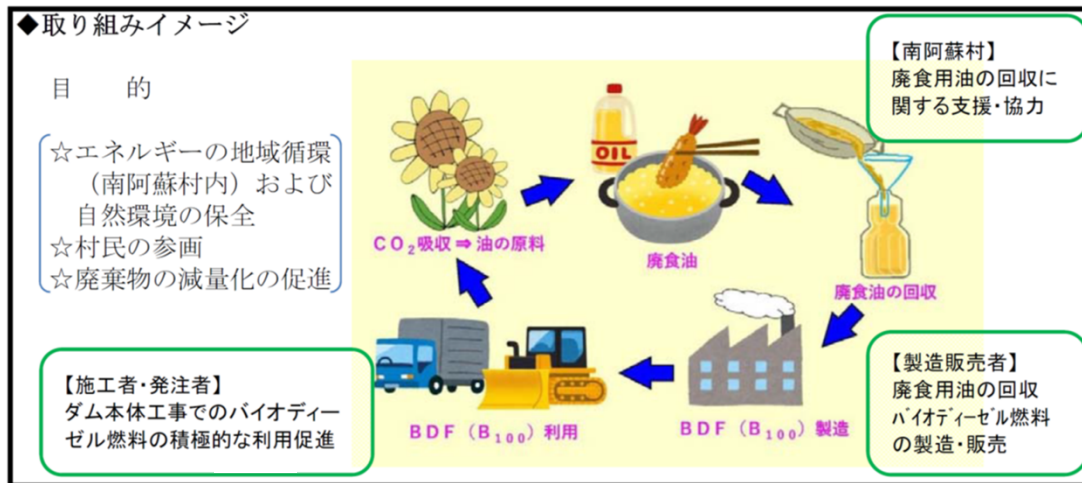 ◆取り組みイメージ
目　的
☆エネルギーの地域循環
（南阿蘇村内）および
自然環境の保全
☆村民の参画
☆廃棄物の減量化の促進
【南阿蘇村】
廃食用油の回収に
関する支援・協力
OIL
CO₂吸収⇒油の原料
廃食油
廃食油の回収
【施工者・発注者】
ダム本体工事でのバイオディー
ゼル燃料の積極的な利用促進
BDF（B₁₀₀）利用
BDF（B₁₀₀）製造
【製造販売者】
廃食用油の回収
ﾊﾞｲｵﾃﾞｨｰｾﾞﾙ燃料
の製造・販売